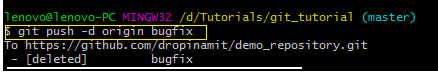 lenovo@lenovo-PC MINGW32 /d/Tutorials/git_tutorial (master)
$ git push -d origin bugfix
To https://github.com/dropinamit/demo_repository.git
 - [deleted]         bugfix